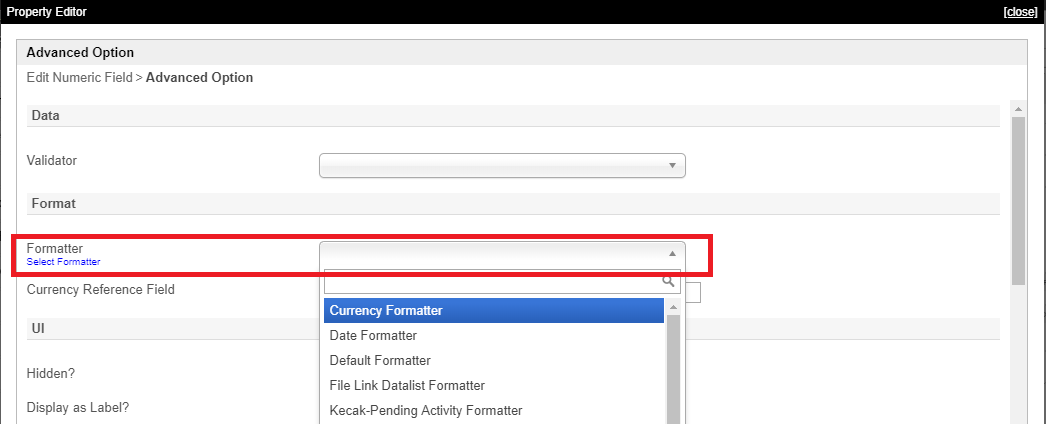 Property Editor [close]
Advanced Option
Edit Numeric Field > Advanced Option
Data
Validator
Format
Formatter
Select Formatter
Currency Reference Field
Currency Formatter
UI
Date Formatter
Default Formatter
Hidden?
File Link Datalist Formatter
Display as Label?
Kecak-Pending Activity Formatter